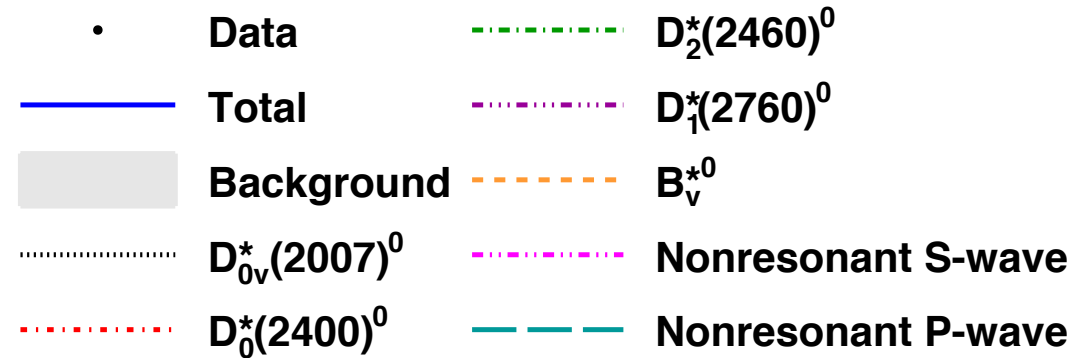 Data
Total
Background
D*0v(2007)0
D*0(2400)0
D*2(2460)0
D*1(2760)0
B*0v
Nonresonant S-wave
Nonresonant P-wave